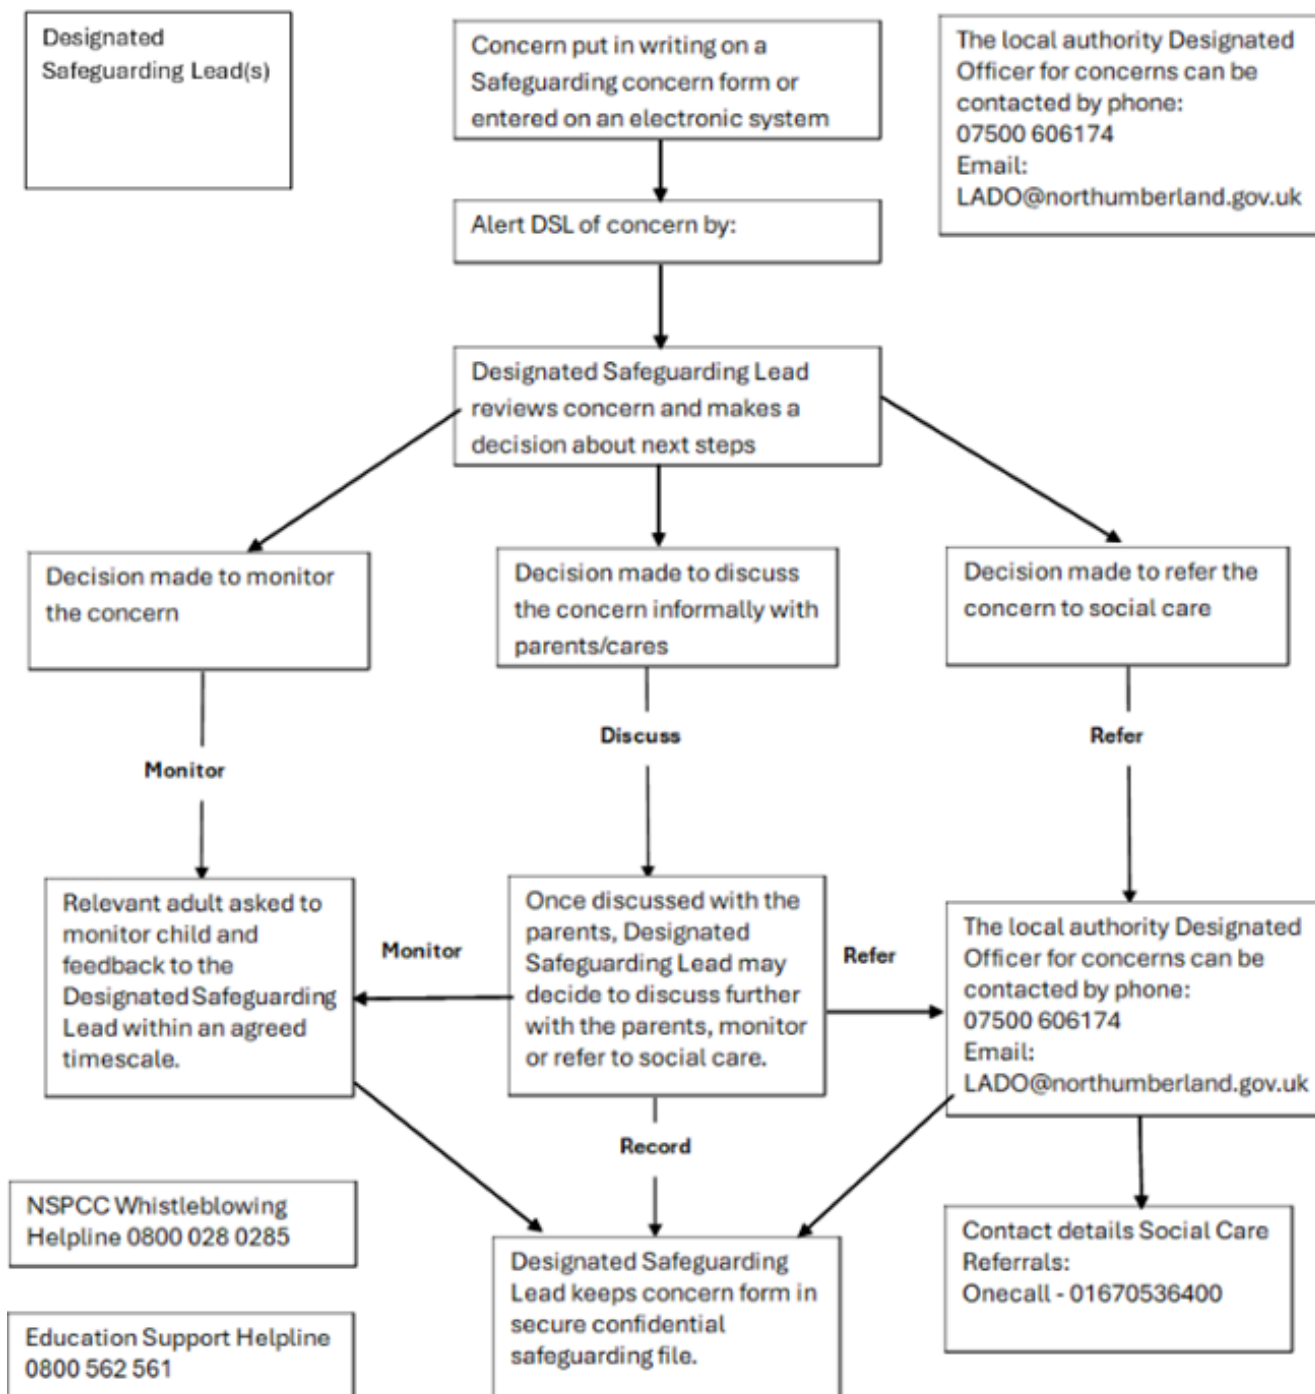 Designated
Safeguarding Lead(s)
Concern put in writing on a
Safeguarding concern form or
entered on an electronic system
The local authority Designated
Officer for concerns can be
contacted by phone:
07500 606174
Email:
LADO@northumberland.gov.uk
Alert DSL of concern by:
Designated Safeguarding Lead
reviews concern and makes a
decision about next steps
Decision made to monitor
the concern
Decision made to discuss
the concern informally with
parents/cares
Decision made to refer the
concern to social care
Monitor
Discuss
Refer
Relevant adult asked to
monitor child and
feedback to the
Designated Safeguarding
Lead within an agreed
timescale.
Monitor
Once discussed with the
parents, Designated
Safeguarding Lead may
decide to discuss further
with the parents, monitor
or refer to social care.
Refer
The local authority Designated
Officer for concerns can be
contacted by phone:
07500 606174
Email:
LADO@northumberland.gov.uk
Record
NSPCC Whistleblowing
Helpline 0800 028 0285
Designated Safeguarding
Lead keeps concern form in
secure confidential
safeguarding file.
Contact details Social Care
Referrals:
Onecall - 01670536400
Education Support Helpline
0800 562 561